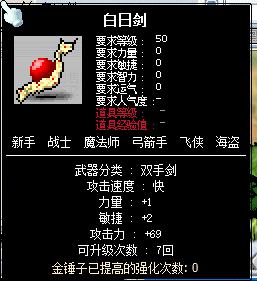 白日剑
要求等级 : 50
要求力量 : 0
要求敏捷 : 0
要求智力 : 0
要求运气 : 0
要求人气度 : -
道具等级 : -
道具经验值 : -
新手 战士 魔法师 弓箭手 飞侠 海盗
武器分类 : 双手剑
攻击速度 : 快
力量 : +1
敏捷 : +2
攻击力 : +69
可升级次数 : 7回
金锤子已提高的强化次数: 0